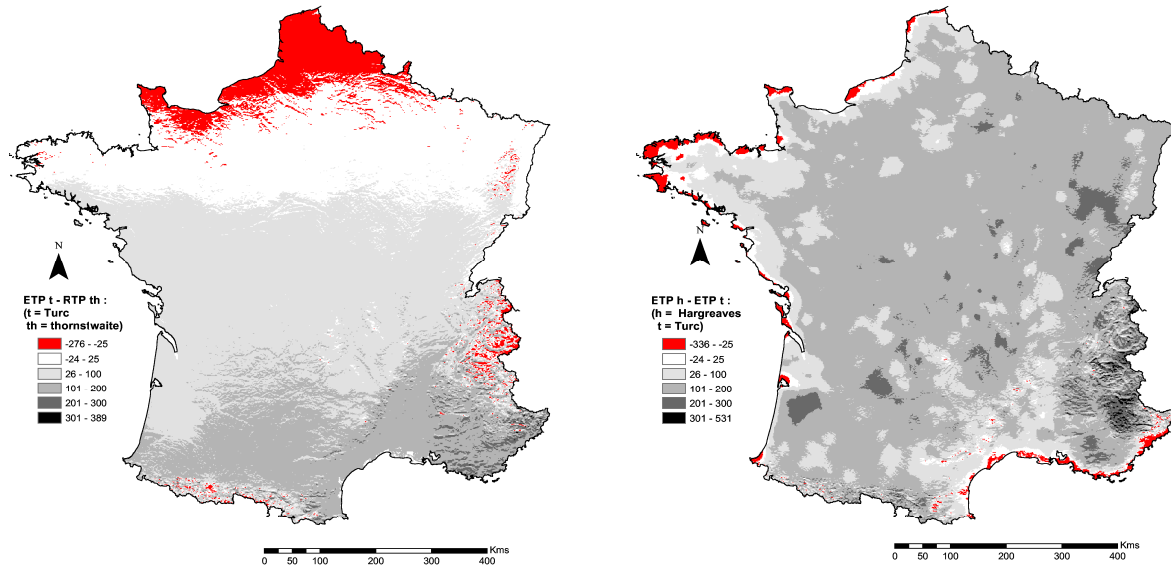 N
ETP t - RTP th :
(t = Turc
th = thornslwaite)
-276 - -25
-24 - 25
26 - 100
101 - 200
201 - 300
301 - 389
Kms
0 50 100 200 300 400
N
ETP h - ETP t :
(h = Hargreaves
t = Turc)
-336 - -25
-24 - 25
26 - 100
101 - 200
201 - 300
301 - 531
Kms
0 50 100 200 300 400